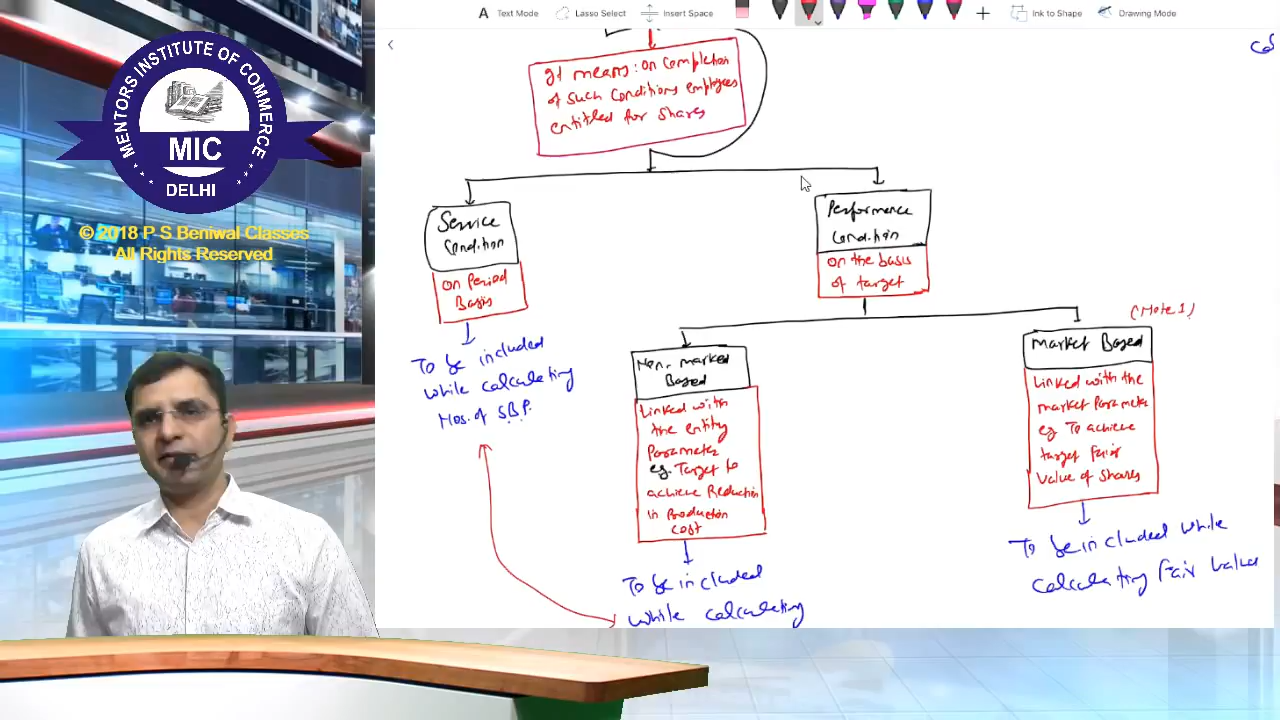 Text Mode
Lasso Select
Insert Space
Ink to Shape
Drawing Mode
MENTORS INSTITUTE OF COMMERCE
MIC
DELHI
© 2018 P S Beniwal Classes
All Rights Reserved
It means: on Completion
of such Conditions employees
entitled for shares
Service
Condition
on Period
Basis
To be included
while calculating
Nos. of SBP.
Performance
Condition
on the basis
of target
Non-marked
Based
Linked with
the entity
Parameter
eg. Target to
achieve Reduction
in Production
Cost
To be included
while calculating
(Note 1)
Market Based
Linked with the
market Parameter
eg To achieve
target fair
value of shares
To be included while
calculating Fair value